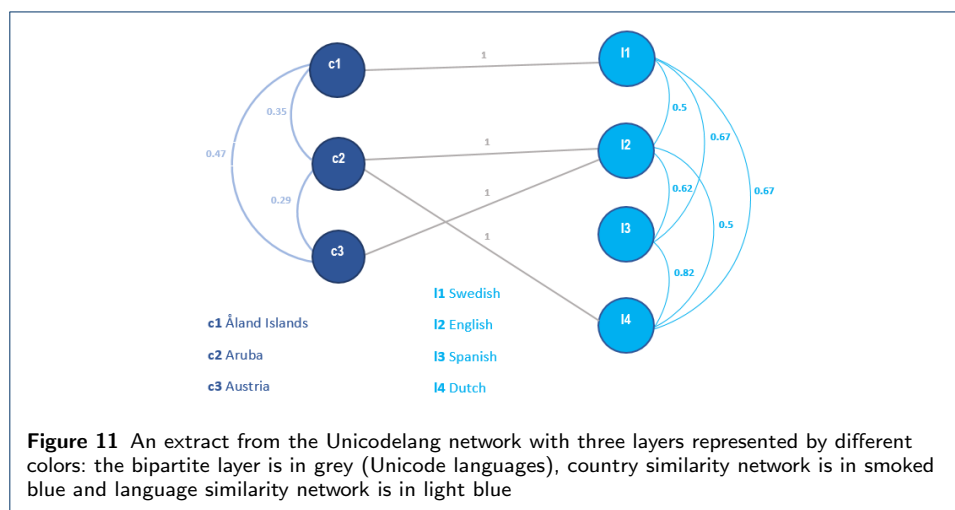 c1
1
l1
0.35
0.5
c2
1
l2
0.67
0.47
0.62
0.67
0.29
1
l3
0.5
c3
1
0.82
l4
l1 Swedish
c1 Åland Islands
l2 English
c2 Aruba
l3 Spanish
c3 Austria
l4 Dutch
Figure 11 An extract from the Unicodelang network with three layers represented by different
colors: the bipartite layer is in grey (Unicode languages), country similarity network is in smoked
blue and language similarity network is in light blue